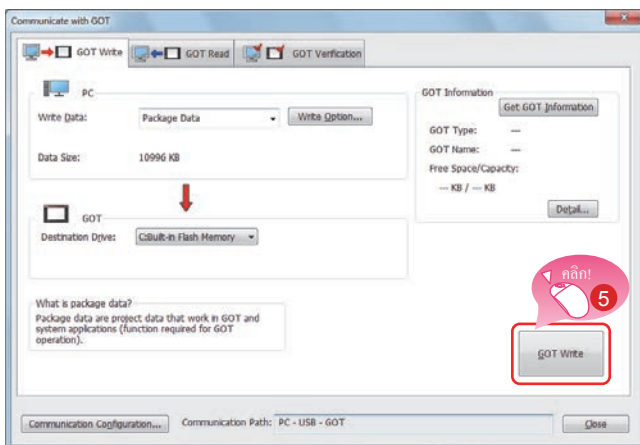 Communicate with GOT
GOT Write
GOT Read
GOT Verification
PC
Write Data:
Package Data
Write Option...
Data Size:
10996 KB
GOT
Destination Drive:
C:Built-in Flash Memory
What is package data?
Package data are project data that work in GOT and
system applications (function required for GOT
operation).
GOT Information
Get GOT Information
GOT Type: ---
GOT Name: ---
Free Space/Capacity:
--- KB / --- KB
Detail...
คลิก!
5
GOT Write
Communication Configuration...
Communication Path: PC - USB - GOT
Close